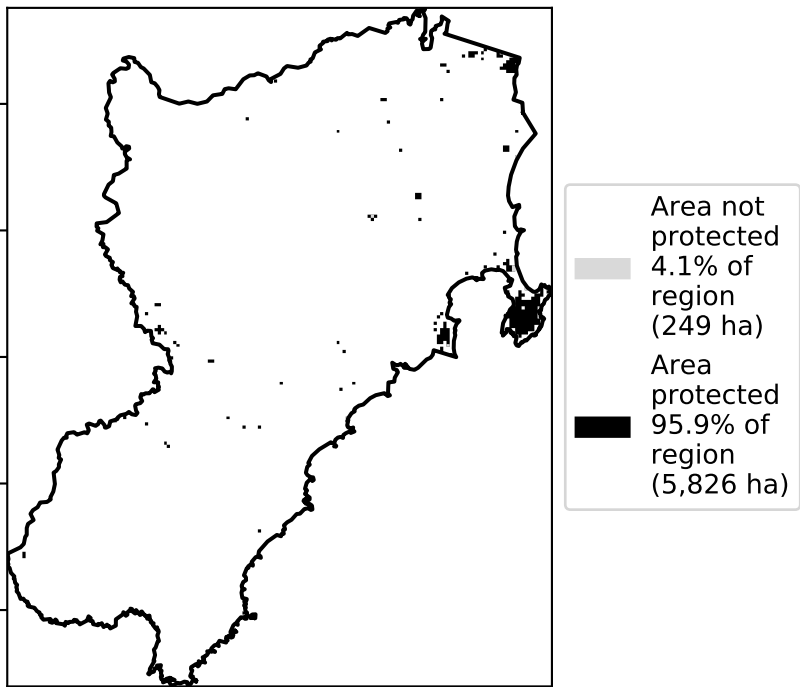 Area not
protected
4.1% of
region
(249 ha)
Area
protected
95.9% of
region
(5,826 ha)